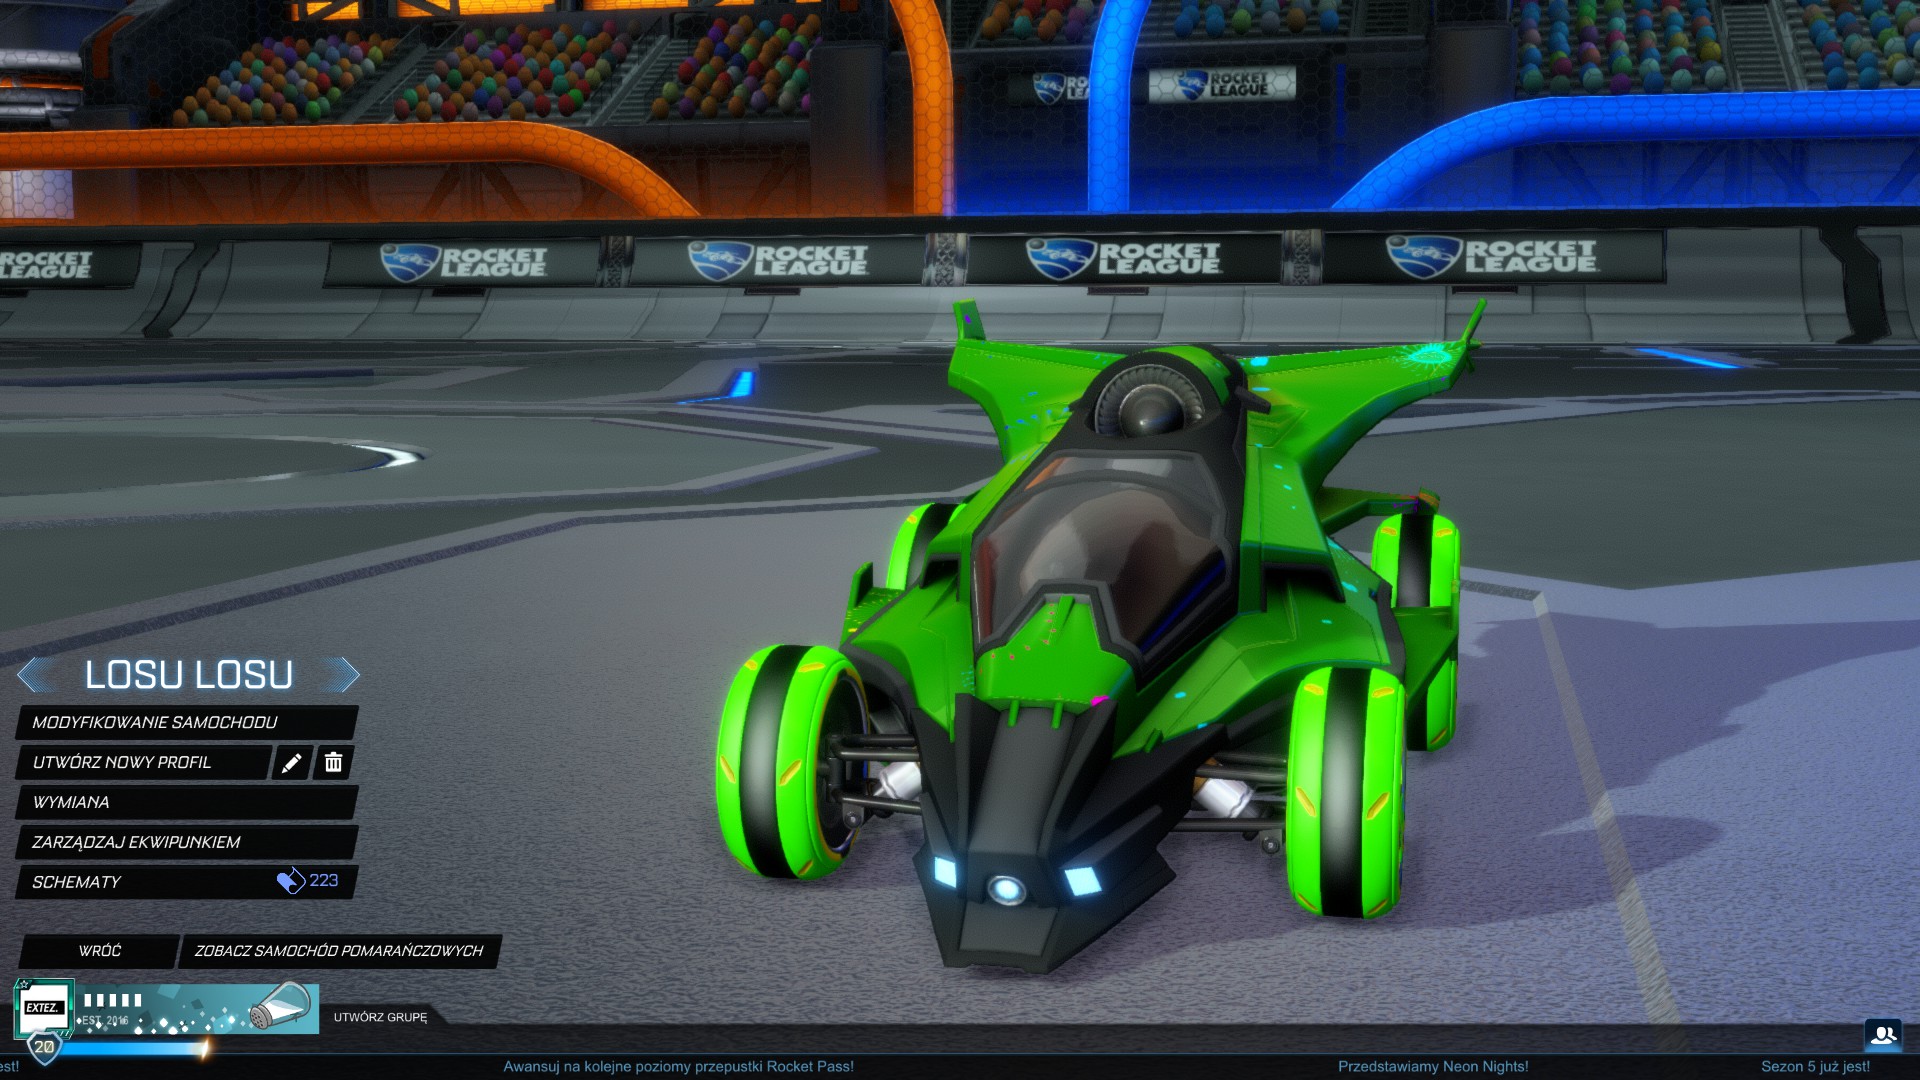 ROCKET
LEAGUE
ROCKET
LEAGUE
ROCKET
LEAGUE
ROCKET
LEAGUE
ROCKET
LEAGUE
ROCKET
LEAGUE
LOSU LOSU
MODYFIKOWANIE SAMOCHODU
UTWÓRZ NOWY PROFIL
WYMIANA
ZARZĄDZAJ EKWIPUNKIEM
SCHEMATY 223
WRÓĆ ZOBACZ SAMOCHÓD POMARAŃCZOWYCH
EXTEZ.
EST. 2016
UTWÓRZ GRUPĘ
20
est! Awansuj na kolejne poziomy przepustki Rocket Pass! Przedstawiamy Neon Nights! Sezon 5 już jest!